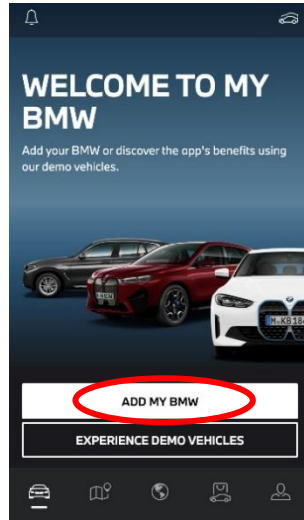 WELCOME TO MY
BMW
Add your BMW or discover the app's benefits using
our demo vehicles.
ADD MY BMW
EXPERIENCE DEMO VEHICLES